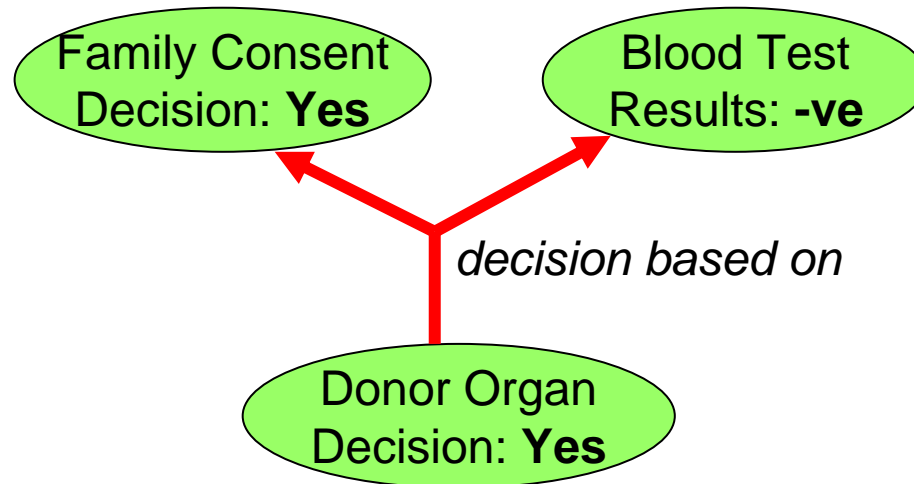 Family Consent
Decision: Yes
Blood Test
Results: -ve
decision based on
Donor Organ
Decision: Yes